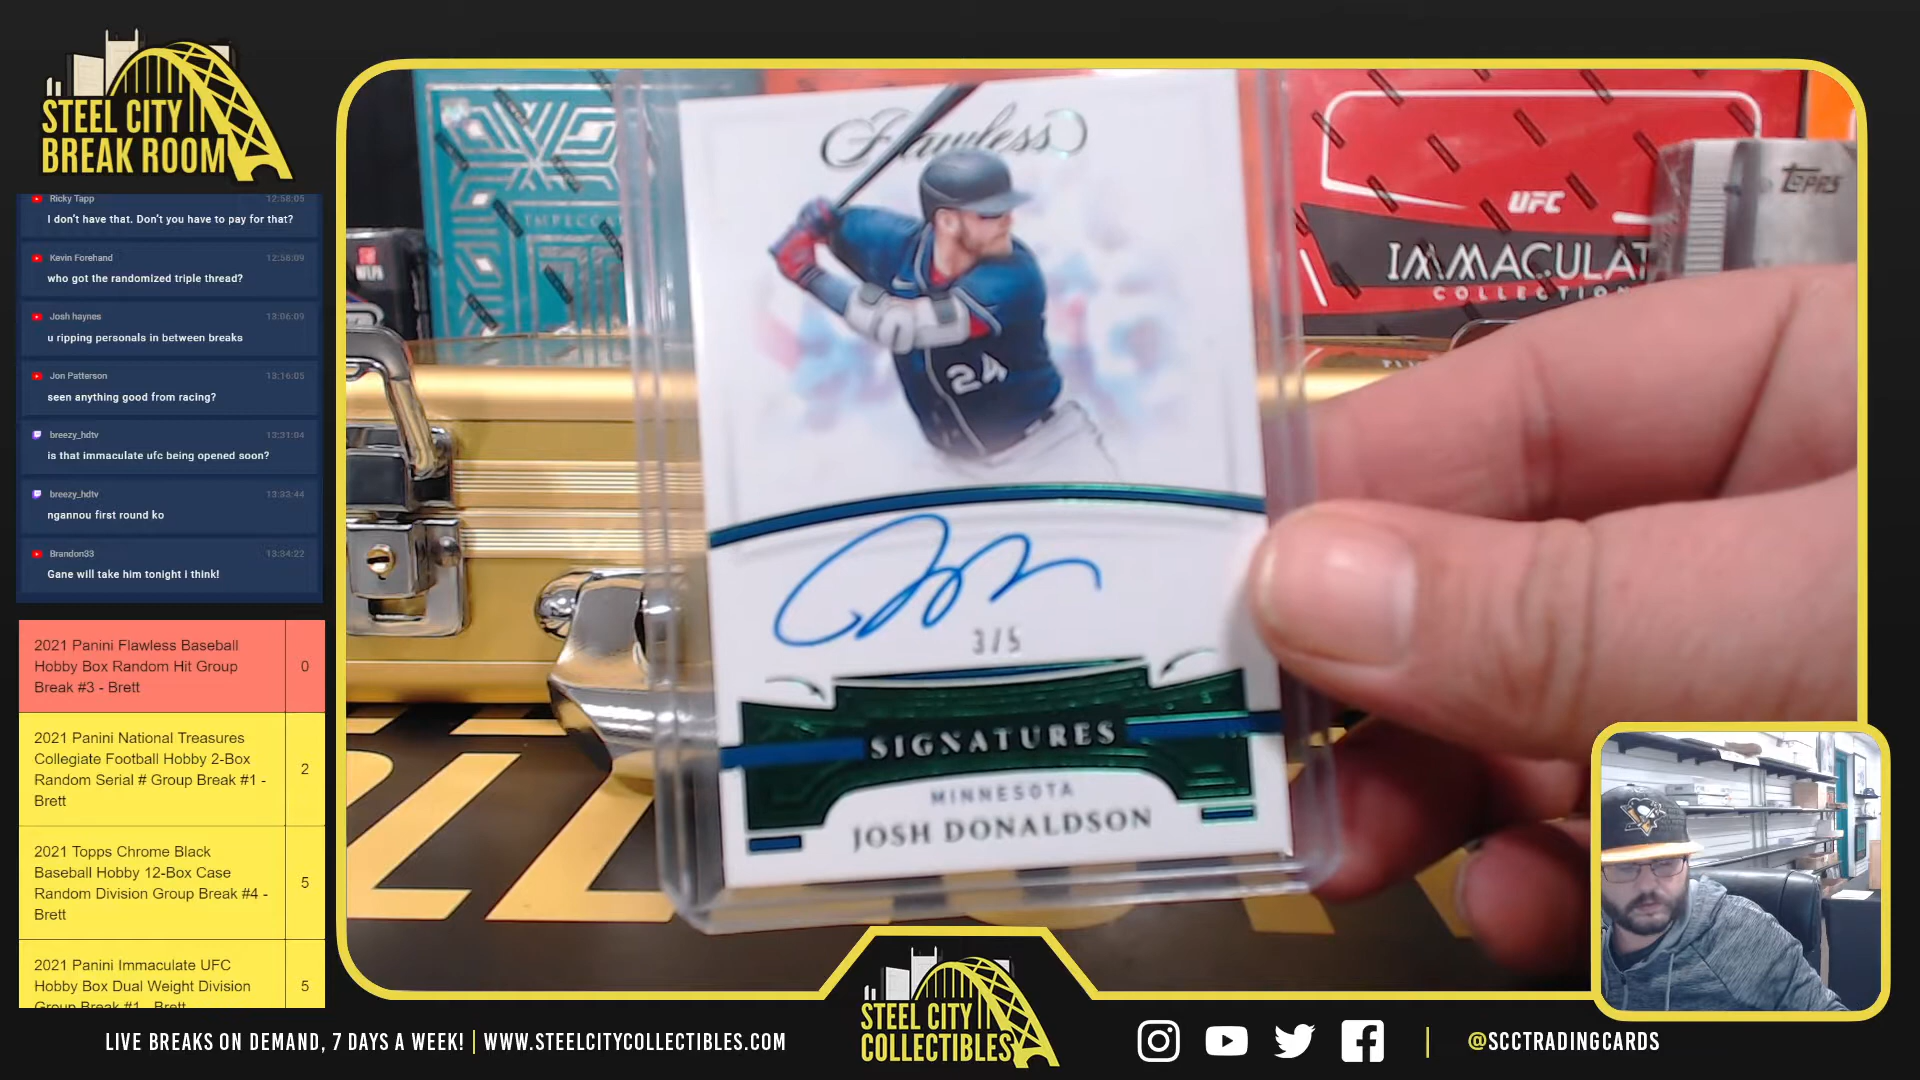 STEEL CITY
BREAK ROOM
Ricky Tapp 12:58:05
I don't have that. Don't you have to pay for that?
Kevin Forehand 12:58:09
who got the randomized triple thread?
Josh haynes 13:06:09
u ripping personals in between breaks
Jon Patterson 13:16:05
seen anything good from racing?
breezy_hdtv 13:31:04
is that immaculate ufc being opened soon?
breezy_hdtv 13:33:44
ngannou first round ko
Brandon33 13:34:22
Gane will take him tonight I think!
2021 Panini Flawless Baseball
Hobby Box Random Hit Group
Break #3 - Brett
0
2021 Panini National Treasures
Collegiate Football Hobby 2-Box
Random Serial # Group Break #1 -
Brett
2
2021 Topps Chrome Black
Baseball Hobby 12-Box Case
Random Division Group Break #4 -
Brett
5
2021 Panini Immaculate UFC
Hobby Box Dual Weight Division
Group Break #1 - Brett
5
Flawless
24
3/5
SIGNATURES
MINNESOTA
JOSH DONALDSON
IMPECCA
NFLPA
UFC
IMMACULAT
COLLECTION
TOPPS
STEEL CITY
COLLECTIBLES
LIVE BREAKS ON DEMAND, 7 DAYS A WEEK! | WWW.STEELCITYCOLLECTIBLES.COM
| @SCCTRADINGCARDS